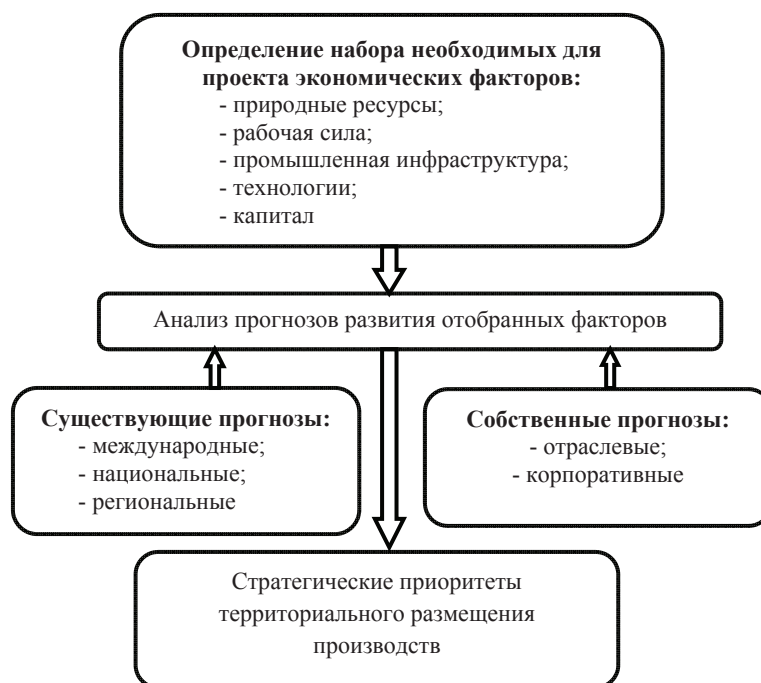 Определение набора необходимых для
проекта экономических факторов:
- природные ресурсы;
- рабочая сила;
- промышленная инфраструктура;
- технологии;
- капитал
Анализ прогнозов развития отобранных факторов
Существующие прогнозы:
- международные;
- национальные;
- региональные
Собственные прогнозы:
- отраслевые;
- корпоративные
Стратегические приоритеты
территориального размещения
производств